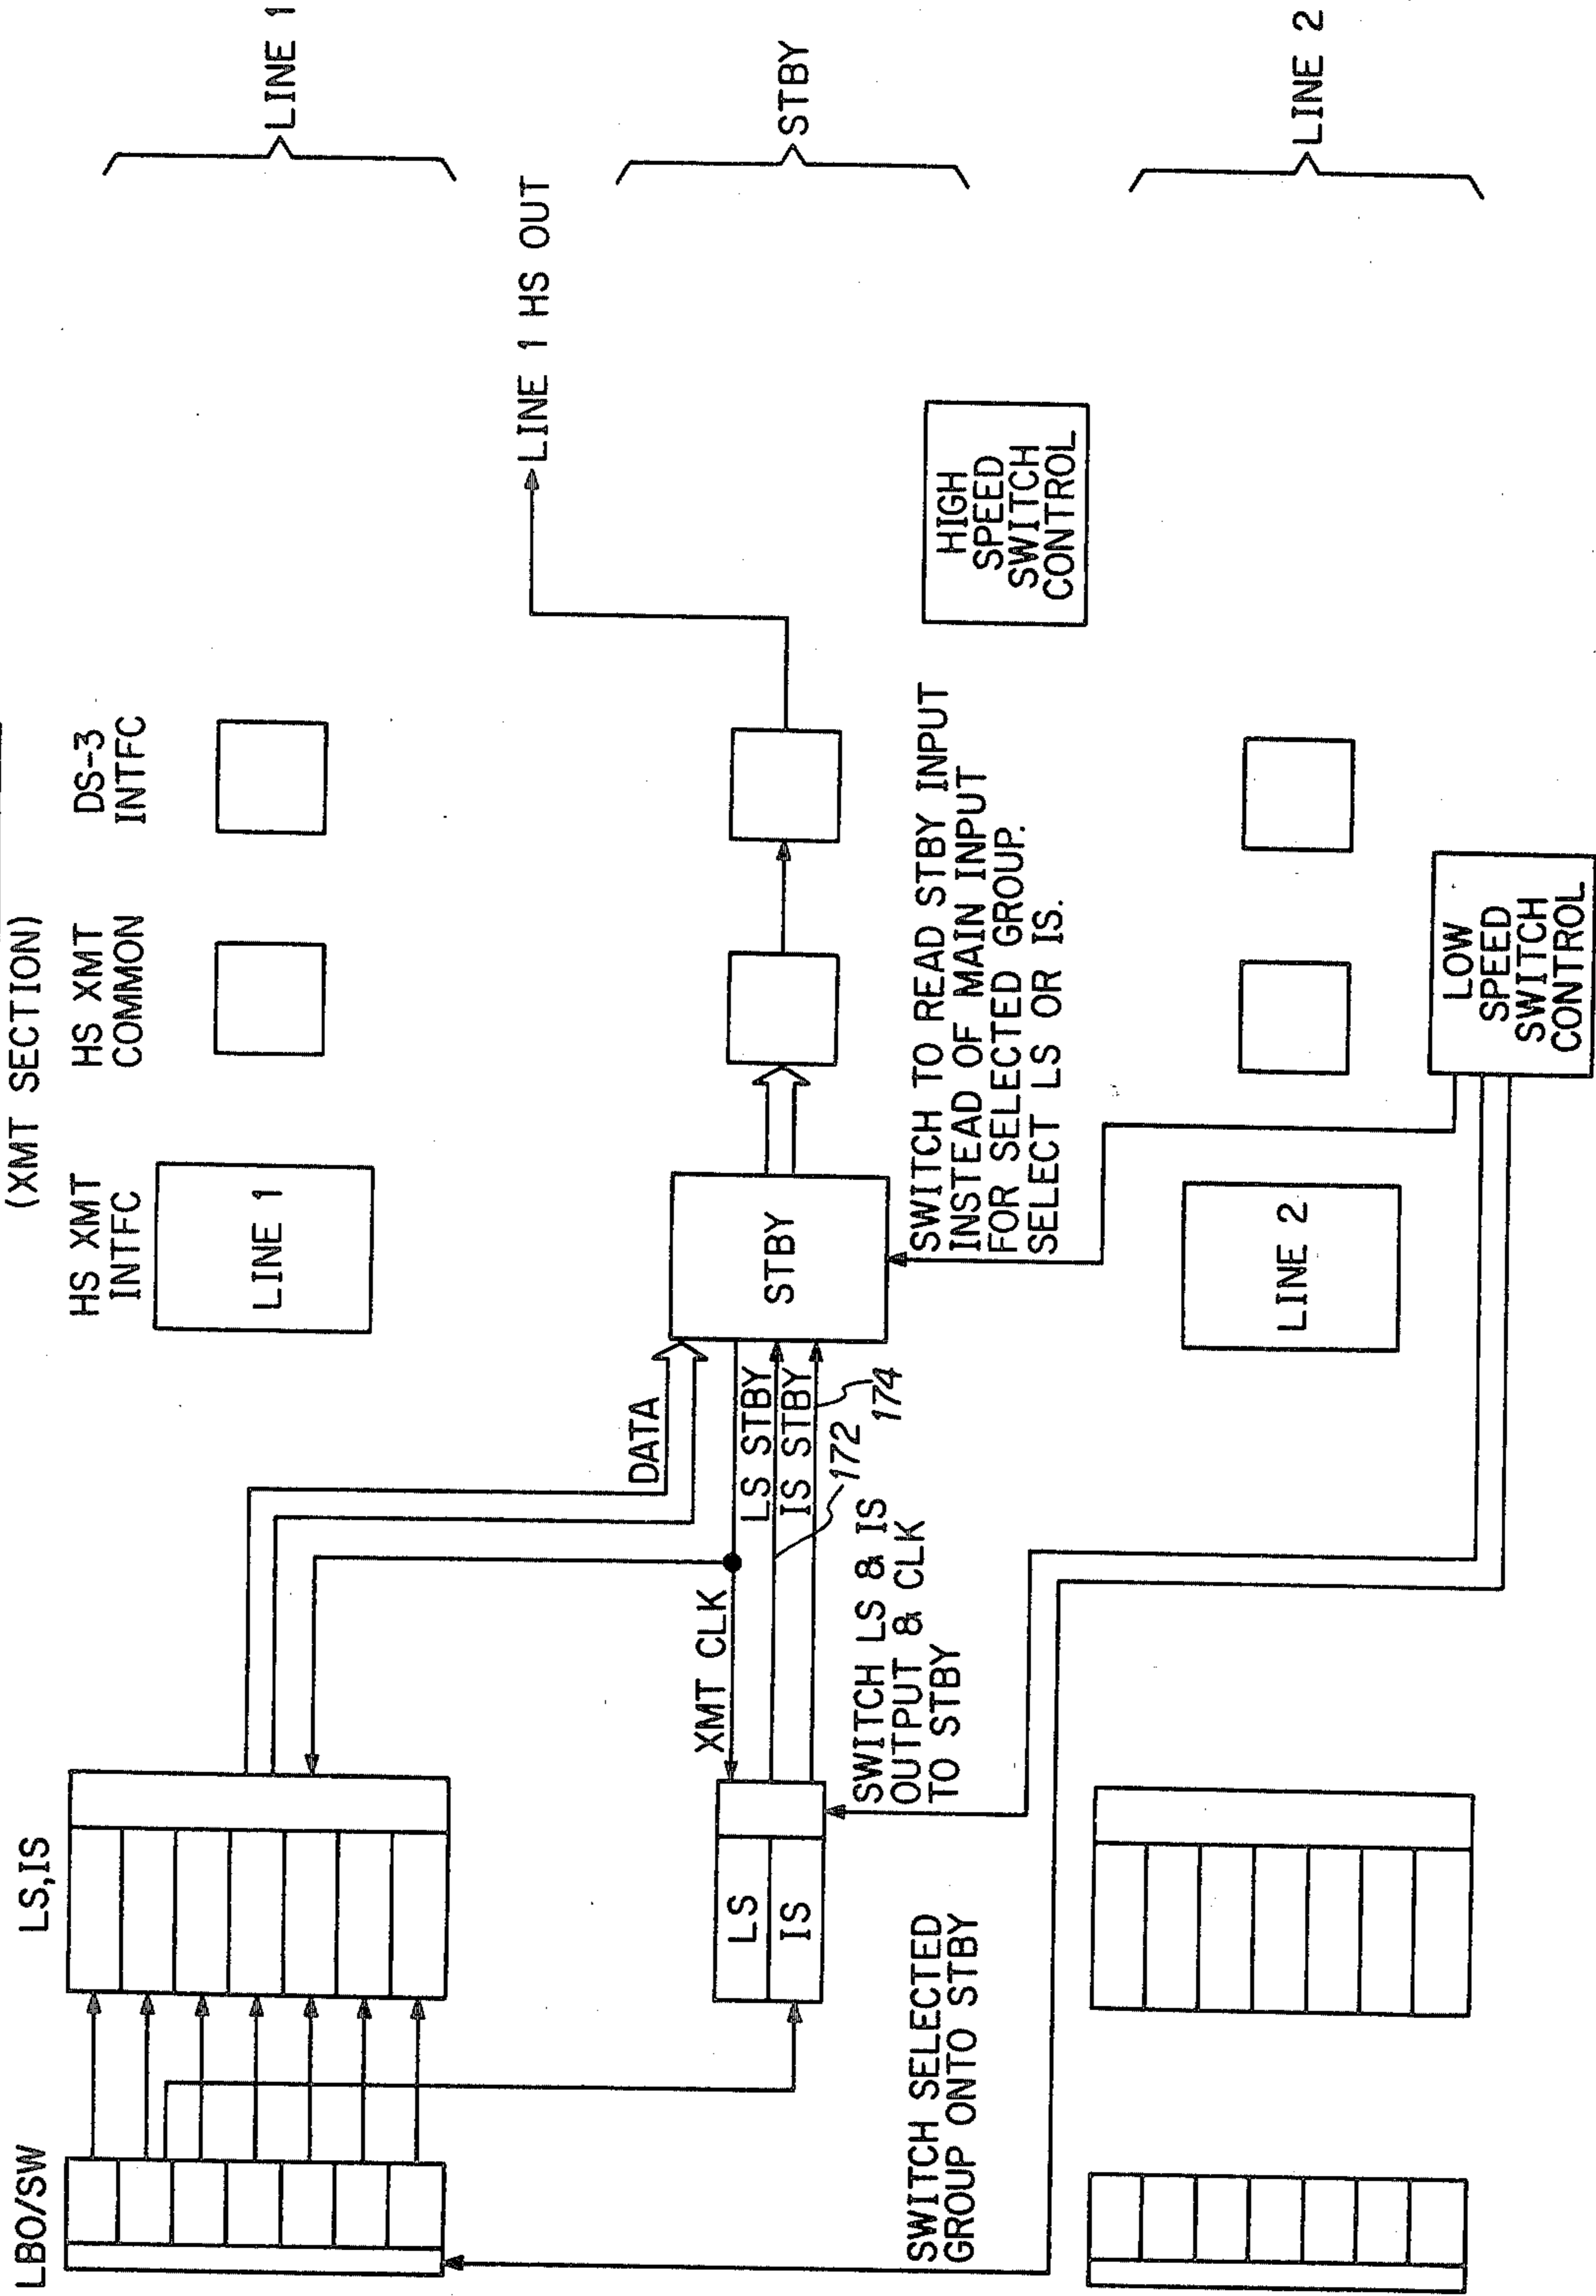 (XMT SECTION)
LBO/SW
LS,IS
HS XMT
INTFC
HS XMT
COMMON
DS-3
INTFC
LINE 1
LINE 1
DATA
XMT CLK
LS STBY
IS STBY
172
174
LS
IS
STBY
LINE 1 HS OUT
STBY
SWITCH SELECTED
GROUP ONTO STBY
SWITCH LS & IS
OUTPUT & CLK
TO STBY
SWITCH TO READ STBY INPUT
INSTEAD OF MAIN INPUT
FOR SELECTED GROUP.
SELECT LS OR IS.
HIGH
SPEED
SWITCH
CONTROL
LINE 2
LINE 2
LOW
SPEED
SWITCH
CONTROL